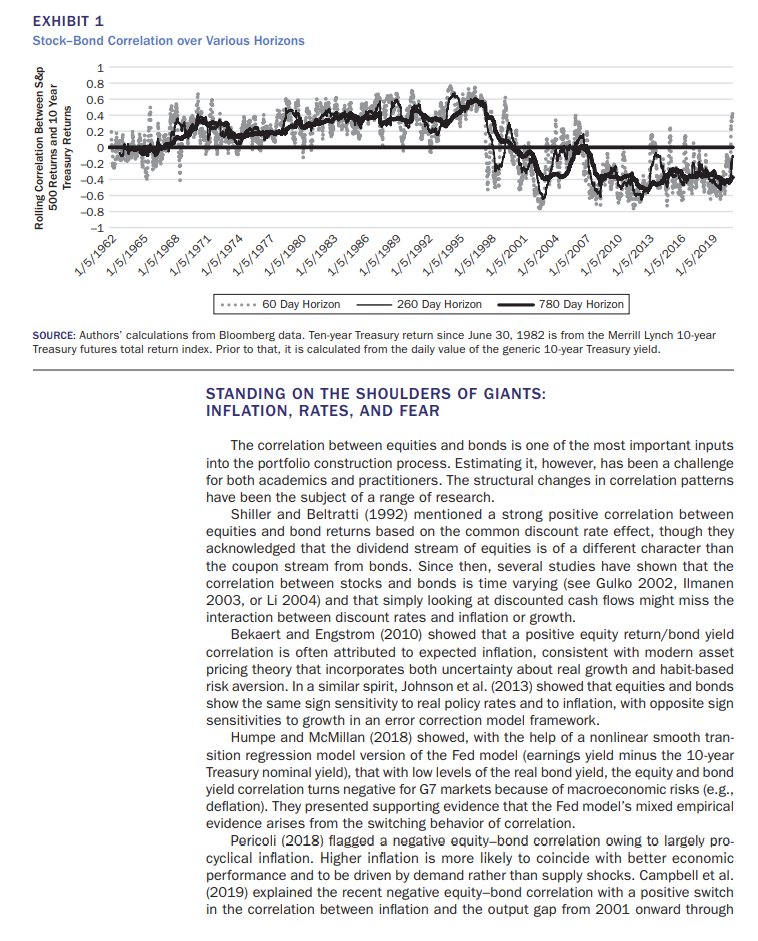 EXHIBIT 1
Stock–Bond Correlation over Various Horizons
Rolling Correlation Between S&p
500 Returns and 10 Year
Treasury Returns
1
0.8
0.6
0.4
0.2
0
–0.2
–0.4
–0.6
–0.8
–1
1/5/1962
1/5/1965
1/5/1968
1/5/1971
1/5/1974
1/5/1977
1/5/1980
1/5/1983
1/5/1986
1/5/1989
1/5/1992
1/5/1995
1/5/1998
1/5/2001
1/5/2004
1/5/2007
1/5/2010
1/5/2013
1/5/2016
1/5/2019
60 Day Horizon 260 Day Horizon 780 Day Horizon
SOURCE: Authors’ calculations from Bloomberg data. Ten-year Treasury return since June 30, 1982 is from the Merrill Lynch 10-year
Treasury futures total return index. Prior to that, it is calculated from the daily value of the generic 10-year Treasury yield.
STANDING ON THE SHOULDERS OF GIANTS:
INFLATION, RATES, AND FEAR
The correlation between equities and bonds is one of the most important inputs
into the portfolio construction process. Estimating it, however, has been a challenge
for both academics and practitioners. The structural changes in correlation patterns
have been the subject of a range of research.
Shiller and Beltratti (1992) mentioned a strong positive correlation between
equities and bond returns based on the common discount rate effect, though they
acknowledged that the dividend stream of equities is of a different character than
the coupon stream from bonds. Since then, several studies have shown that the
correlation between stocks and bonds is time varying (see Gulko 2002, Ilmanen
2003, or Li 2004) and that simply looking at discounted cash flows might miss the
interaction between discount rates and inflation or growth.
Bekaert and Engstrom (2010) showed that a positive equity return/bond yield
correlation is often attributed to expected inflation, consistent with modern asset
pricing theory that incorporates both uncertainty about real growth and habit-based
risk aversion. In a similar spirit, Johnson et al. (2013) showed that equities and bonds
show the same sign sensitivity to real policy rates and to inflation, with opposite sign
sensitivities to growth in an error correction model framework.
Humpe and McMillan (2018) showed, with the help of a nonlinear smooth tran-
sition regression model version of the Fed model (earnings yield minus the 10-year
Treasury nominal yield), that with low levels of the real bond yield, the equity and bond
yield correlation turns negative for G7 markets because of macroeconomic risks (e.g.,
deflation). They presented supporting evidence that the Fed model’s mixed empirical
evidence arises from the switching behavior of correlation.
Pericoli (2018) flagged a negative equity–bond correlation owing to largely pro-
cyclical inflation. Higher inflation is more likely to coincide with better economic
performance and to be driven by demand rather than supply shocks. Campbell et al.
(2019) explained the recent negative equity–bond correlation with a positive switch
in the correlation between inflation and the output gap from 2001 onward through